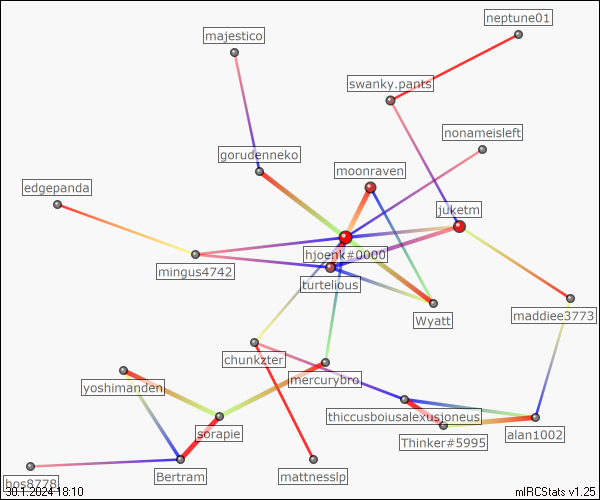 neptune01
majestico
swanky.pants
nonameisleft
gorudenneko
moonraven
edgepanda
juketm
hjoenk#0000
mingus4742
turtelious
Wyatt
maddiee3773
chunkzter
mercurybro
yoshimanden
thiccusboiusalexusjoneus
sorapie
Thinker#5995
alan1002
bos8778
Bertram
mattnesslp
30.1.2024 18:10
mIRCStats v1.25